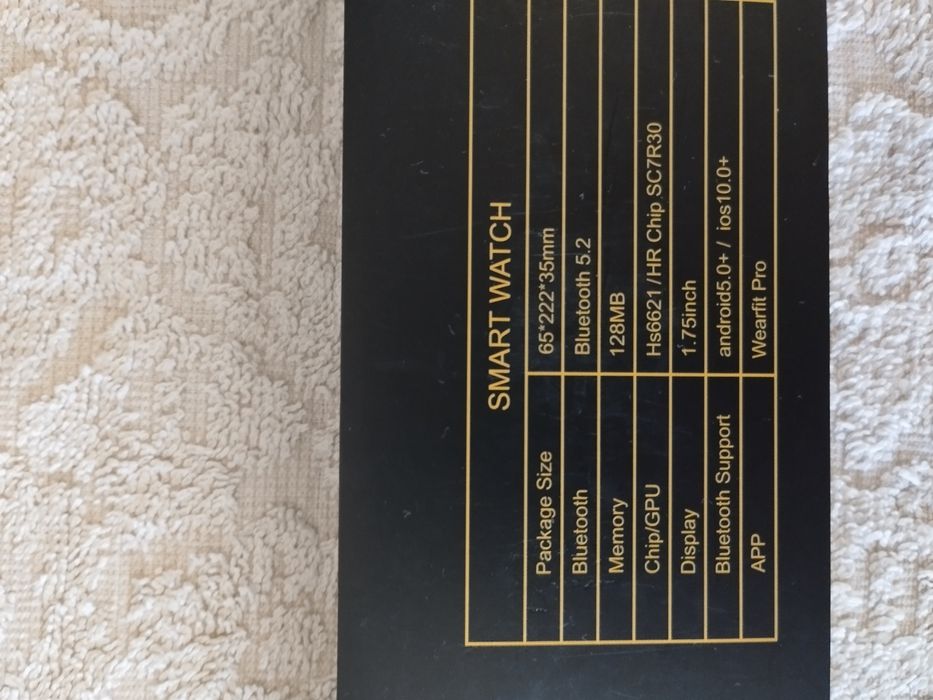 SMART WATCH
Package Size 65*222*35mm
Bluetooth Bluetooth 5.2
Memory 128MB
Chip/GPU Hs6621/HR Chip SC7R30
Display 1.75inch
Bluetooth Support android5.0+ / ios10.0+
APP Wearfit Pro